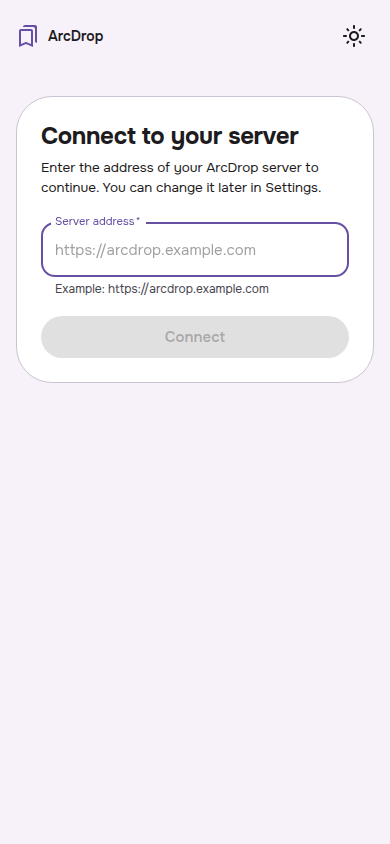 ArcDrop
Connect to your server
Enter the address of your ArcDrop server to
continue. You can change it later in Settings.
Server address *
https://arcdrop.example.com
Example: https://arcdrop.example.com
Connect